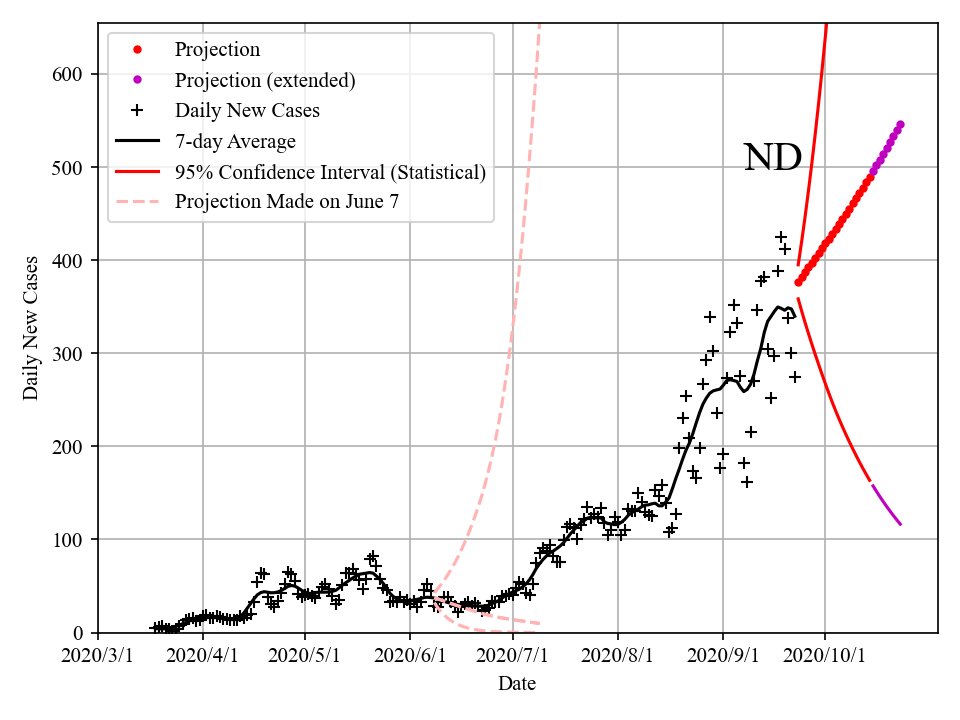 Projection
Projection (extended)
Daily New Cases
7-day Average
95% Confidence Interval (Statistical)
Projection Made on June 7
ND
Daily New Cases
600
500
400
300
200
100
0
2020/3/1 2020/4/1 2020/5/1 2020/6/1 2020/7/1 2020/8/1 2020/9/1 2020/10/1
Date